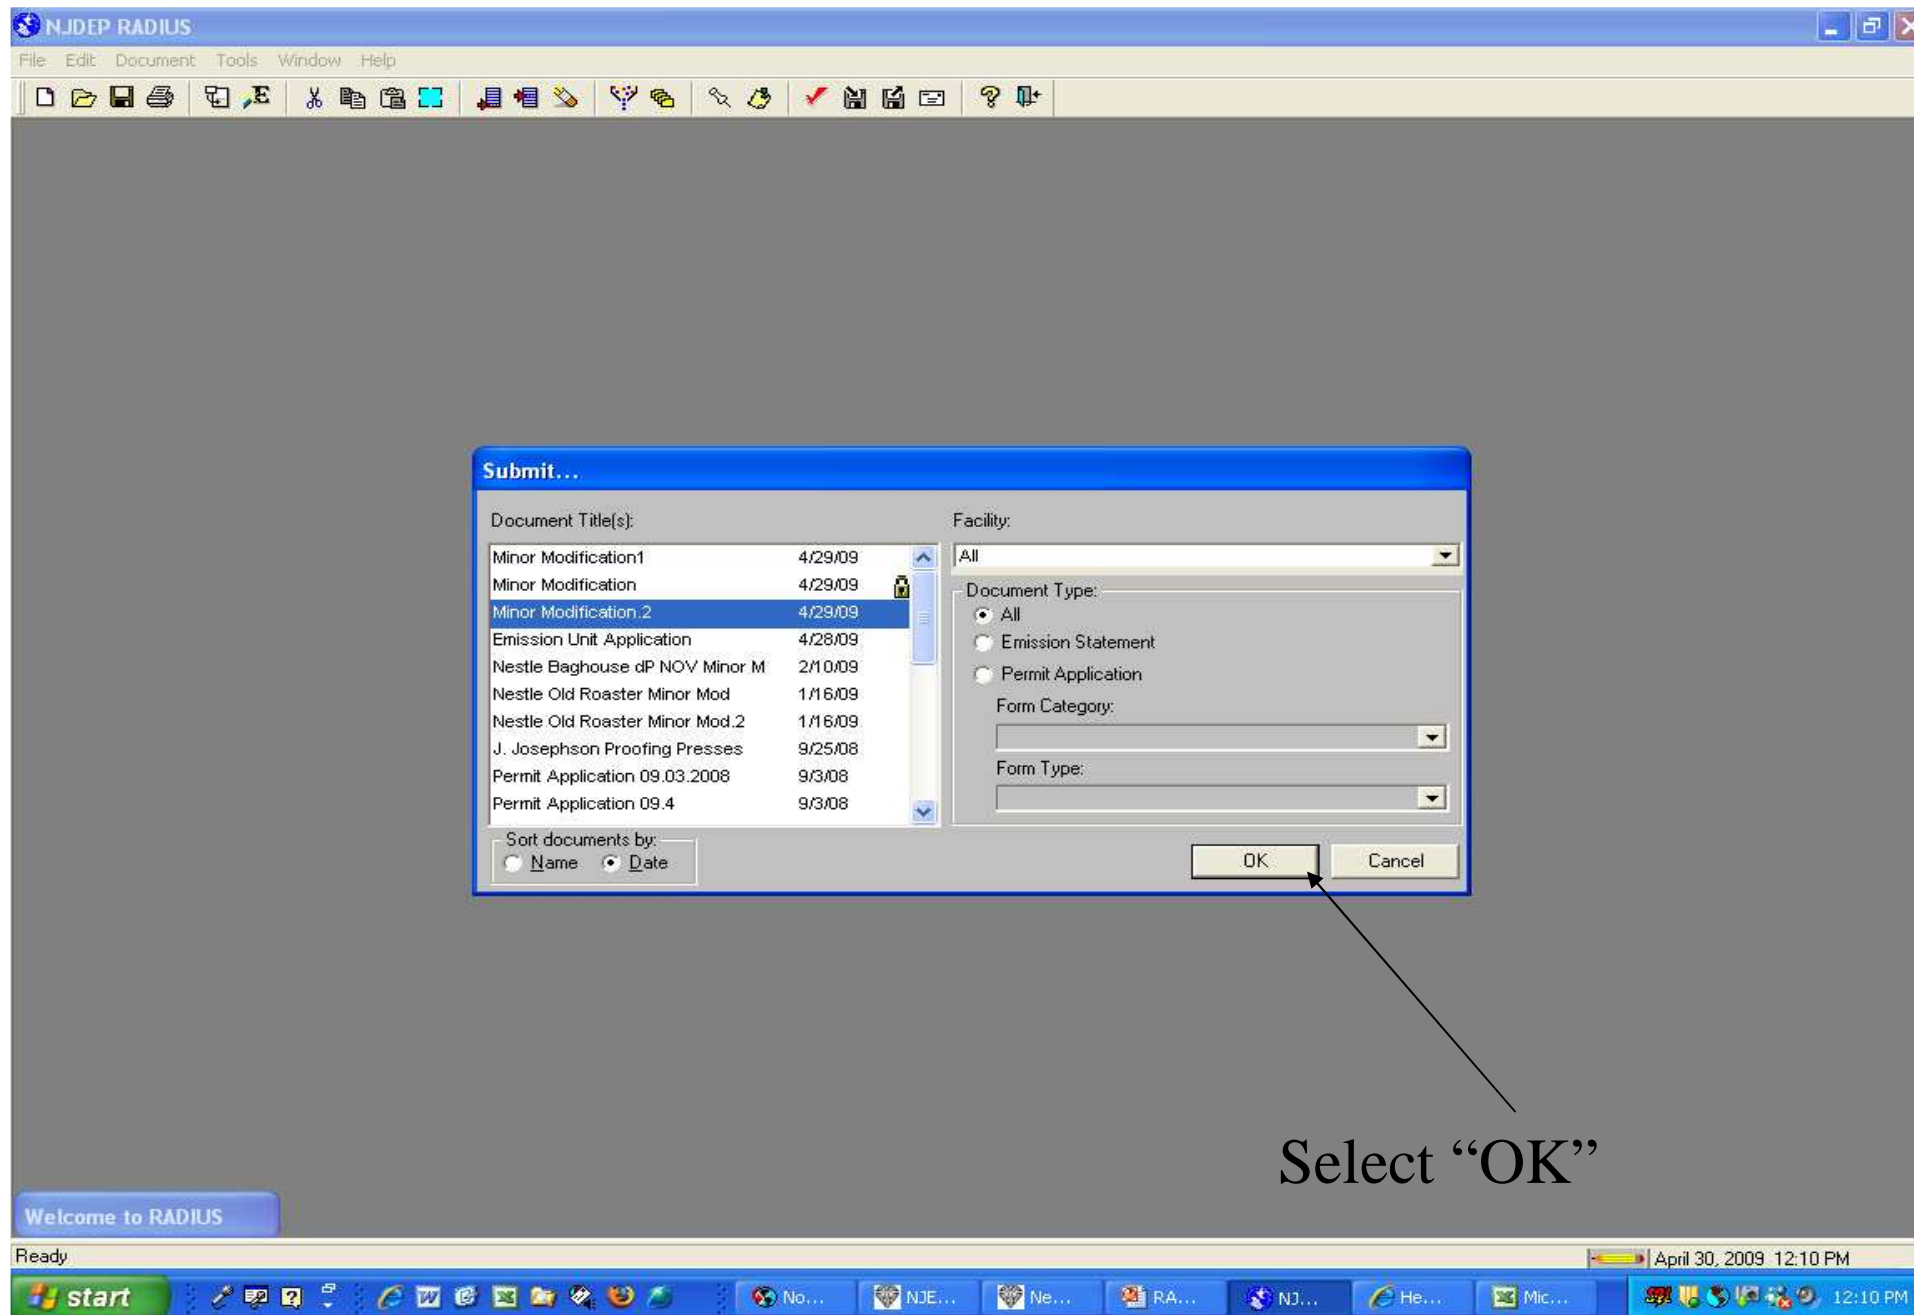 NJDEP RADIUS
File Edit Document Tools Window Help
Submit...
Document Title(s):
Facility:
Minor Modification1 4/29/09
All
Minor Modification 4/29/09
Document Type:
Minor Modification.2 4/29/09
All
Emission Unit Application 4/28/09
Emission Statement
Nestle Baghouse dP NOV Minor M 2/10/09
Permit Application
Nestle Old Roaster Minor Mod 1/16/09
Form Category:
Nestle Old Roaster Minor Mod.2 1/16/09
J. Josephson Proofing Presses 9/25/08
Form Type:
Permit Application 09.03.2008 9/3/08
Permit Application 09.4 9/3/08
Sort documents by:
Name Date
OK Cancel
Select “OK”
Welcome to RADIUS
Ready
April 30, 2009 12:10 PM
start No... NJE... Ne... RA... NJ... He... Mic... 12:10 PM